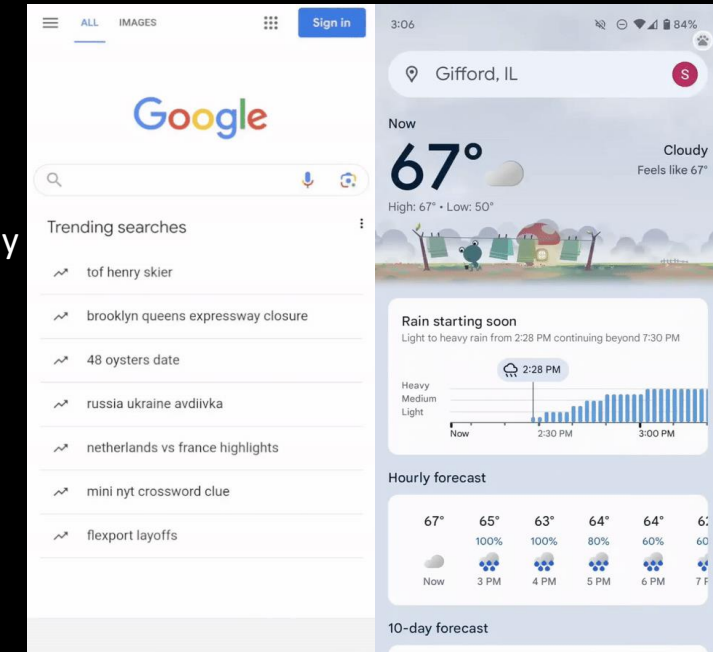 y
ALL IMAGES Sign in
Google
Trending searches
tof henry skier
brooklyn queens expressway closure
48 oysters date
russia ukraine avdiivka
netherlands vs france highlights
mini nyt crossword clue
flexport layoffs
3:06 84%
Gifford, IL S
Now
67° Cloudy
Feels like 67°
High: 67° • Low: 50°
Rain starting soon
Light to heavy rain from 2:28 PM continuing beyond 7:30 PM
2:28 PM
Heavy
Medium
Light
Now 2:30 PM 3:00 PM
Hourly forecast
67° 65° 63° 64° 64°
100% 100% 80% 60% 60
Now 3 PM 4 PM 5 PM 6 PM 7
10-day forecast